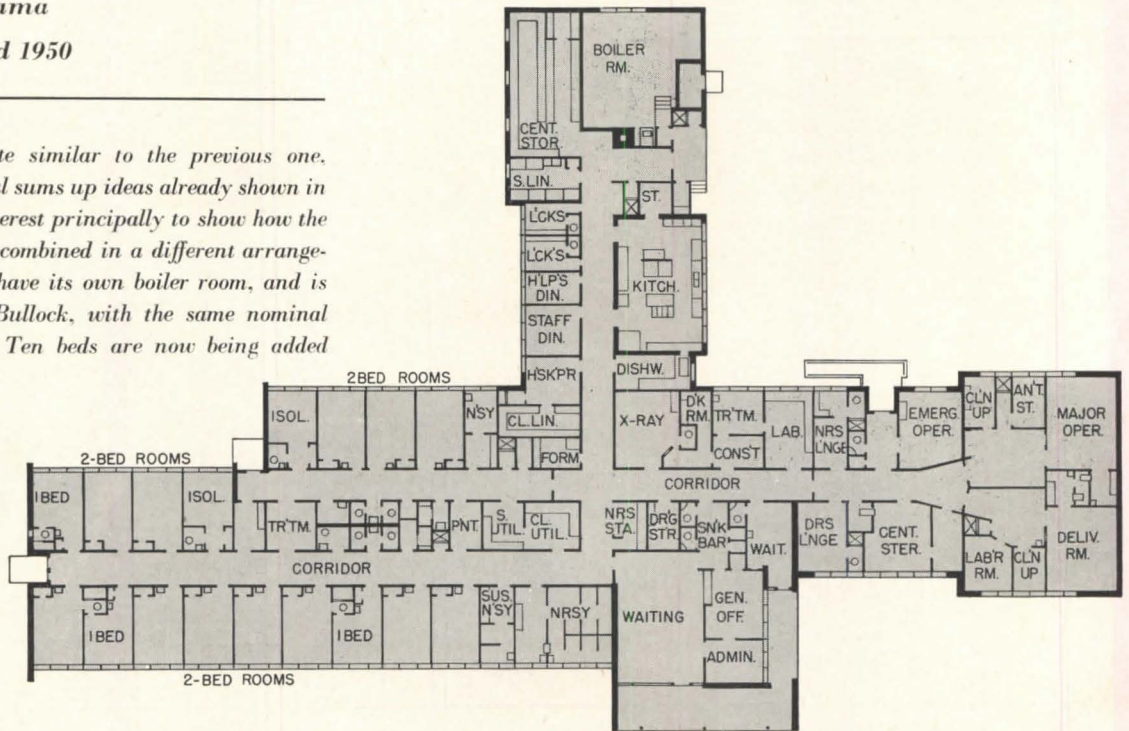 ama
d 1950
te similar to the previous one,
l sums up ideas already shown in
erest principally to show how the
combined in a different arrange-
have its own boiler room, and is
Bullock, with the same nominal
Ten beds are now being added
BOILER
RM.
CENT.
STOR.
S.LIN.
ST.
L'CKS
L'CK'S
H'LP'S
DIN.
KITCH.
STAFF
DIN.
DISHW.
HSK'P'R
2BED ROOMS
ISOL.
N'SY
CL.LIN.
FORM.
X-RAY
D'K
RM.
TR'TM.
CONS'T
LAB.
NRS
L'NGE
EMERG.
OPER.
CL'N
UP
AN'T.
ST.
MAJOR
OPER.
CORRIDOR
2-BED ROOMS
1 BED
ISOL.
TR'TM.
PNT.
S.
UTIL.
CL.
UTIL.
NRS
STA.
DR'G
STR.
SN'K
BAR
WAIT.
DRS
L'NGE
CENT.
STER.
LAB'R
RM.
CL'N
UP
DELIV.
RM.
CORRIDOR
1 BED
1 BED
SUS.
N'SY
NRSY
WAITING
GEN.
OFF.
ADMIN.
2-BED ROOMS